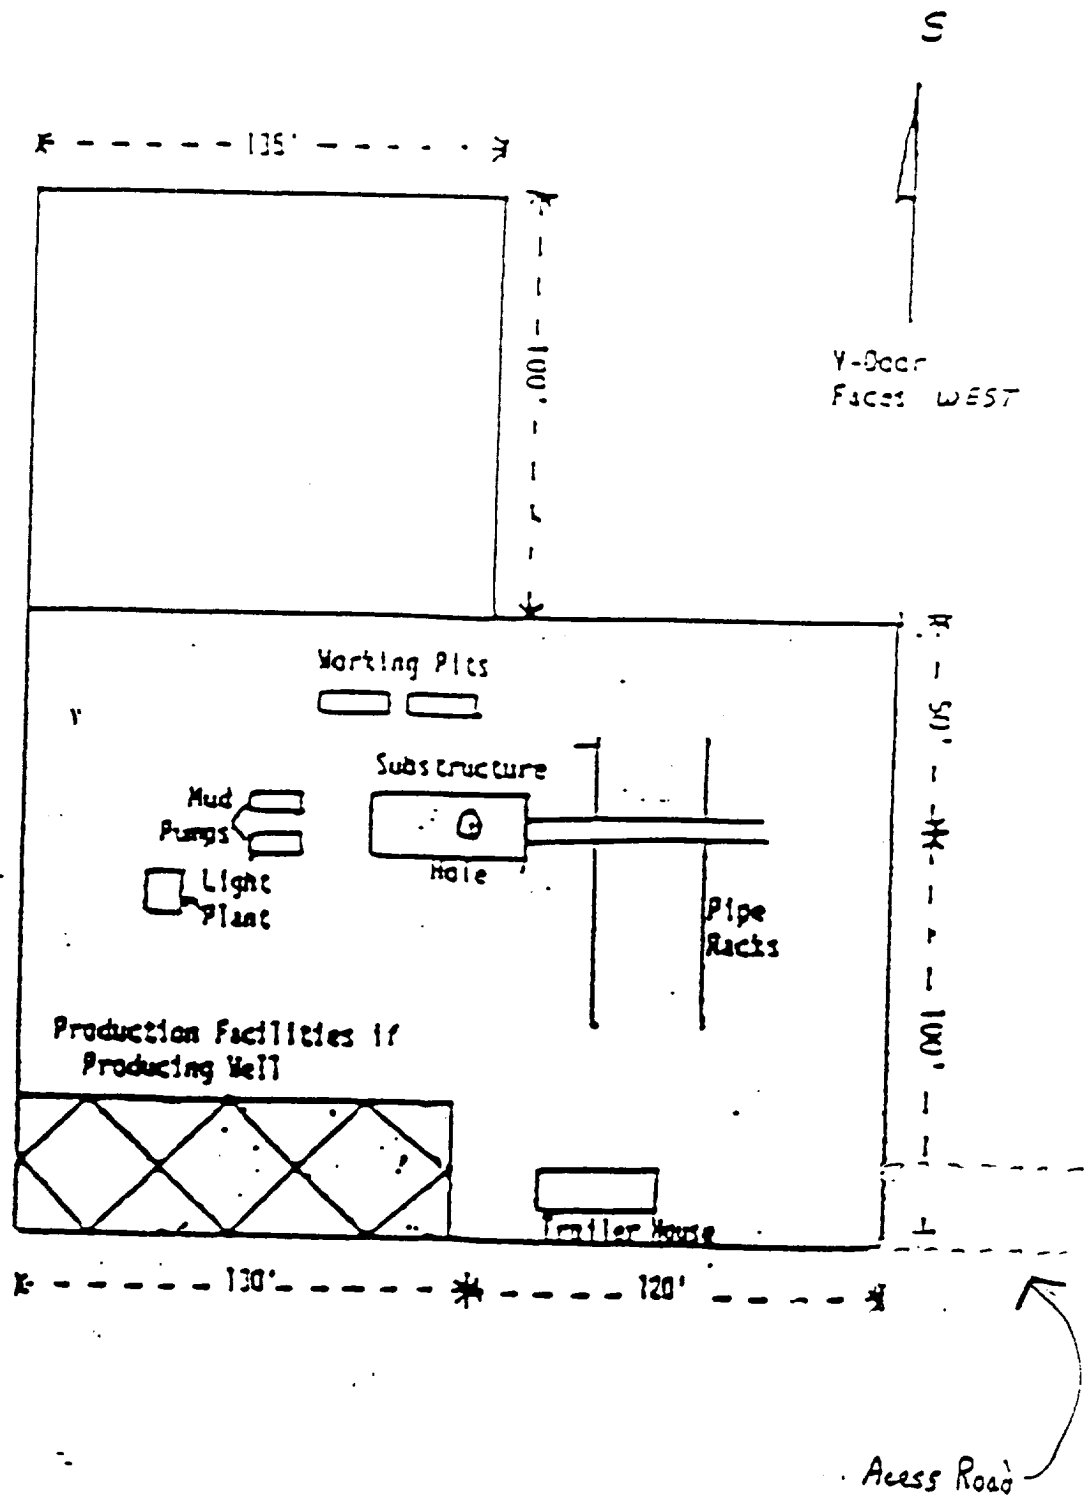 S
135'
100'
V-Door
Faces WEST
Working Pits
50'
Substructure
Mud
Pumps
Hole
Light
Plant
Pipe
Racks
100'
Production Facilities if
Producing Well
Trailer House
130'
120'
Acess Road